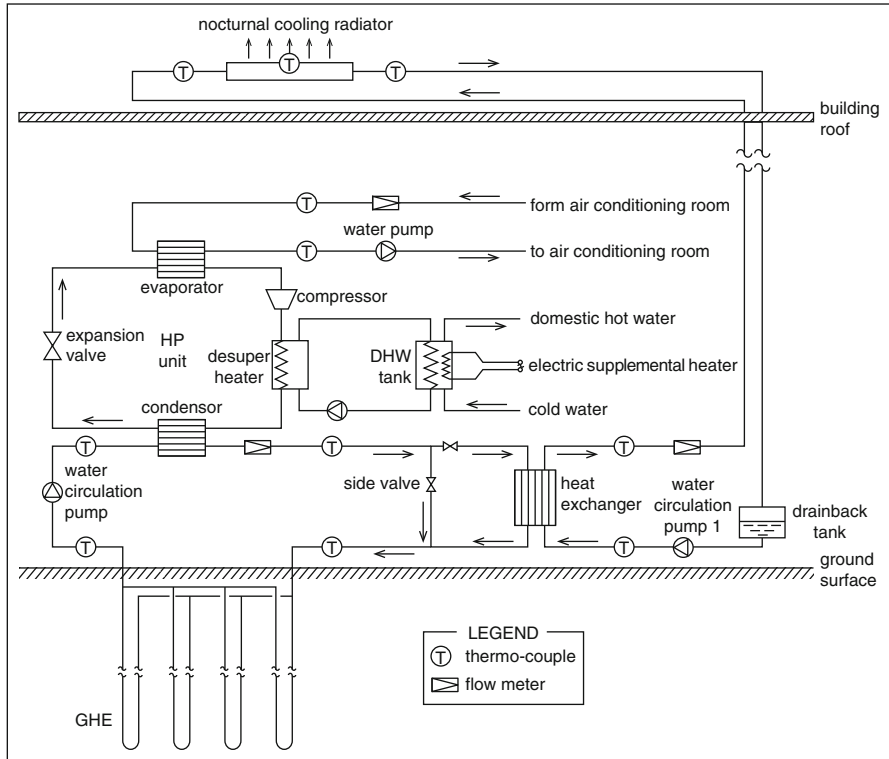 nocturnal cooling radiator
T
T
T
building
roof
T
form air conditioning room
water pump
T
to air conditioning room
evaporator
compressor
expansion
valve
HP
unit
desuper
heater
DHW
tank
domestic hot water
electric supplemental heater
cold water
condensor
T
T
T
water
circulation
pump
side valve
heat
exchanger
water
circulation
pump 1
drainback
tank
T
T
T
ground
surface
LEGEND
T thermo-couple
flow meter
GHE